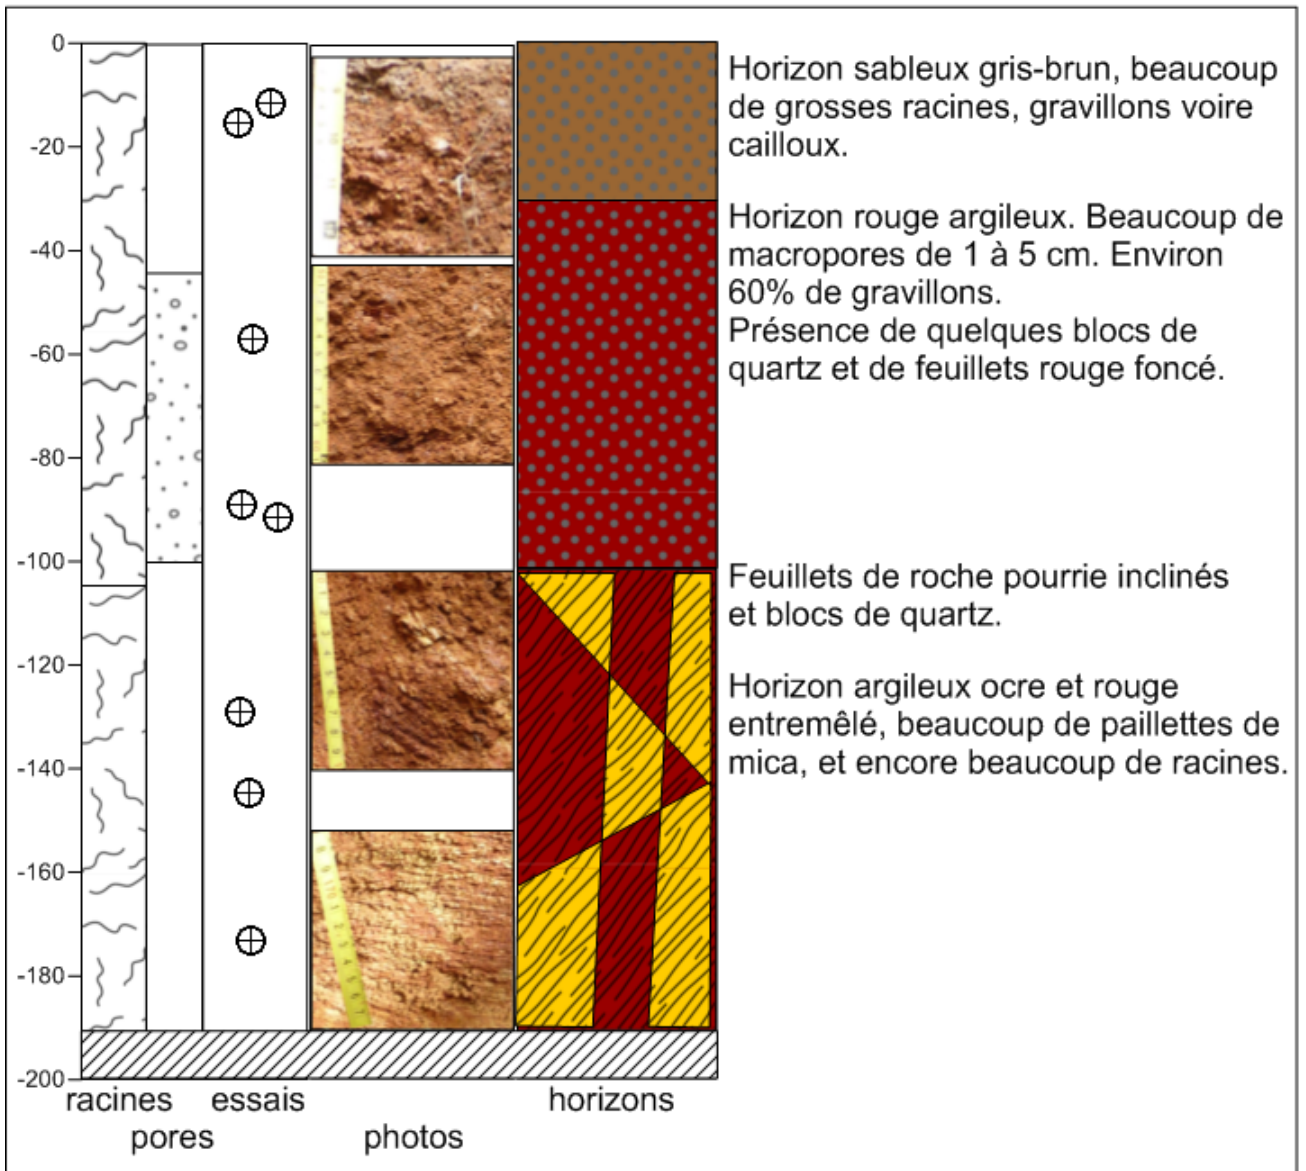 0
-20
-40
-60
-80
-100
-120
-140
-160
-180
-200
Horizon sableux gris-brun, beaucoup
de grosses racines, gravillons voire
cailloux.
Horizon rouge argileux. Beaucoup de
macropores de 1 à 5 cm. Environ
60% de gravillons.
Présence de quelques blocs de
quartz et de feuillets rouge foncé.
Feuillets de roche pourrie inclinés
et blocs de quartz.
Horizon argileux ocre et rouge
entremêlé, beaucoup de paillettes de
mica, et encore beaucoup de racines.
racines essais horizons
pores photos